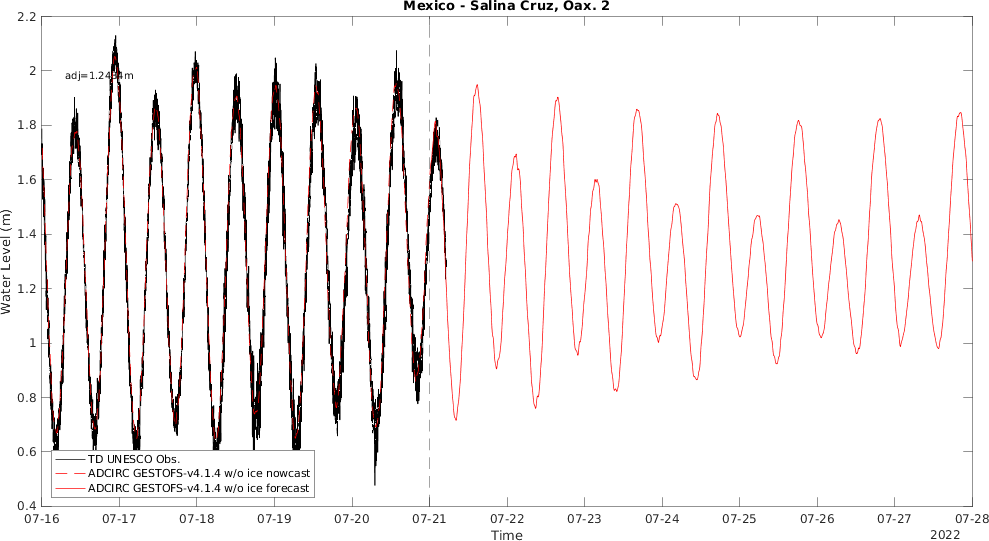 Mexico - Salina Cruz, Oax. 2
2.2
2
1.8
1.6
1.4
1.2
1
0.8
0.6
0.4
Water Level (m)
TD UNESCO Obs.
ADCIRC GESTOFS-v4.1.4 w/o ice nowcast
ADCIRC GESTOFS-v4.1.4 w/o ice forecast
07-16 07-17 07-18 07-19 07-20 07-21 07-22 07-23 07-24 07-25 07-26 07-27 07-28
Time
2022